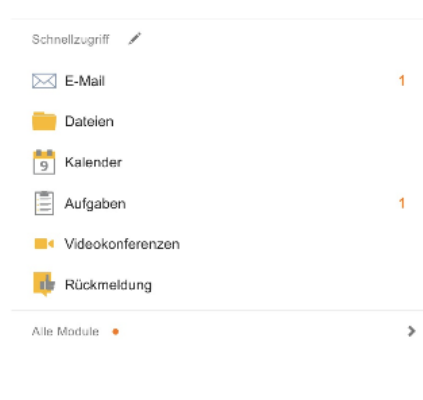 Schnellzugriff
E-Mail 1
Dateien
9 Kalender
Aufgaben 1
Videokonferenzen
Rückmeldung
Alle Module